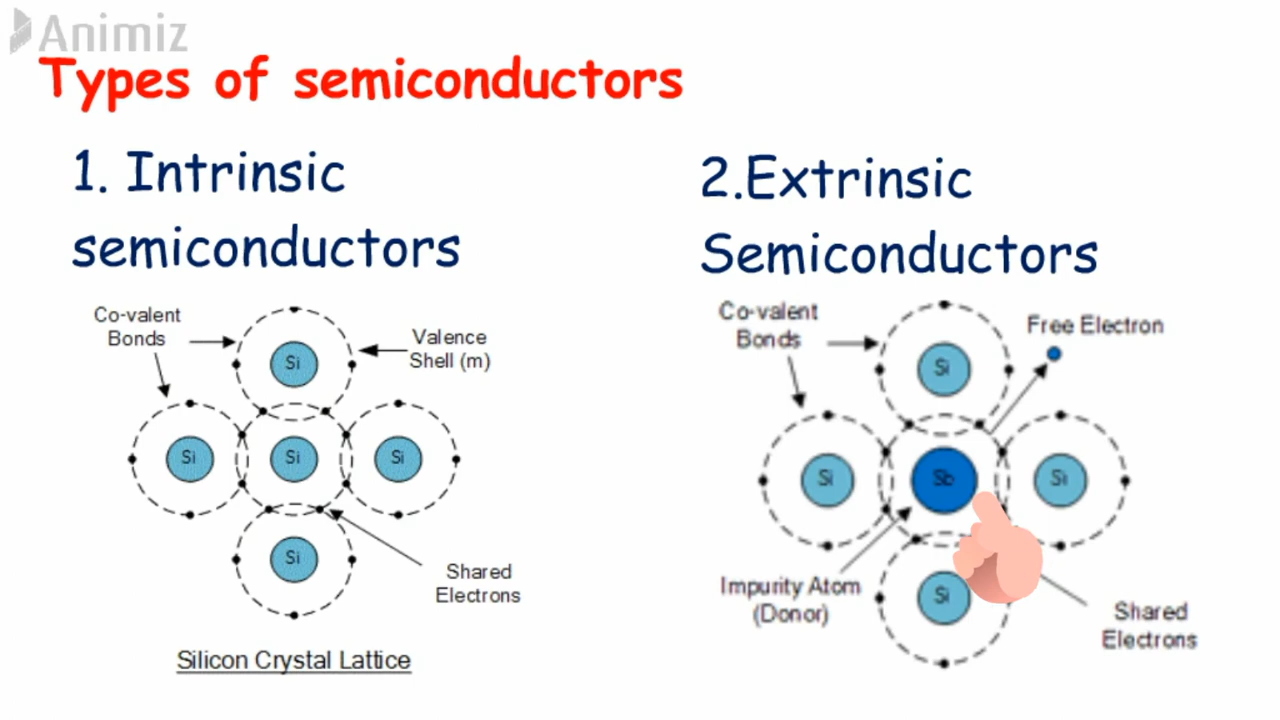 Animiz
Types of semiconductors
1. Intrinsic
semiconductors
Co-valent
Bonds
Valence
Shell (m)
Si
Si
Si
Si
Si
Shared
Electrons
Silicon Crystal Lattice
2.Extrinsic
Semiconductors
Co-valent
Bonds
Free Electron
Si
Si
Sb
Si
Impurity Atom
(Donor)
Si
Shared
Electrons